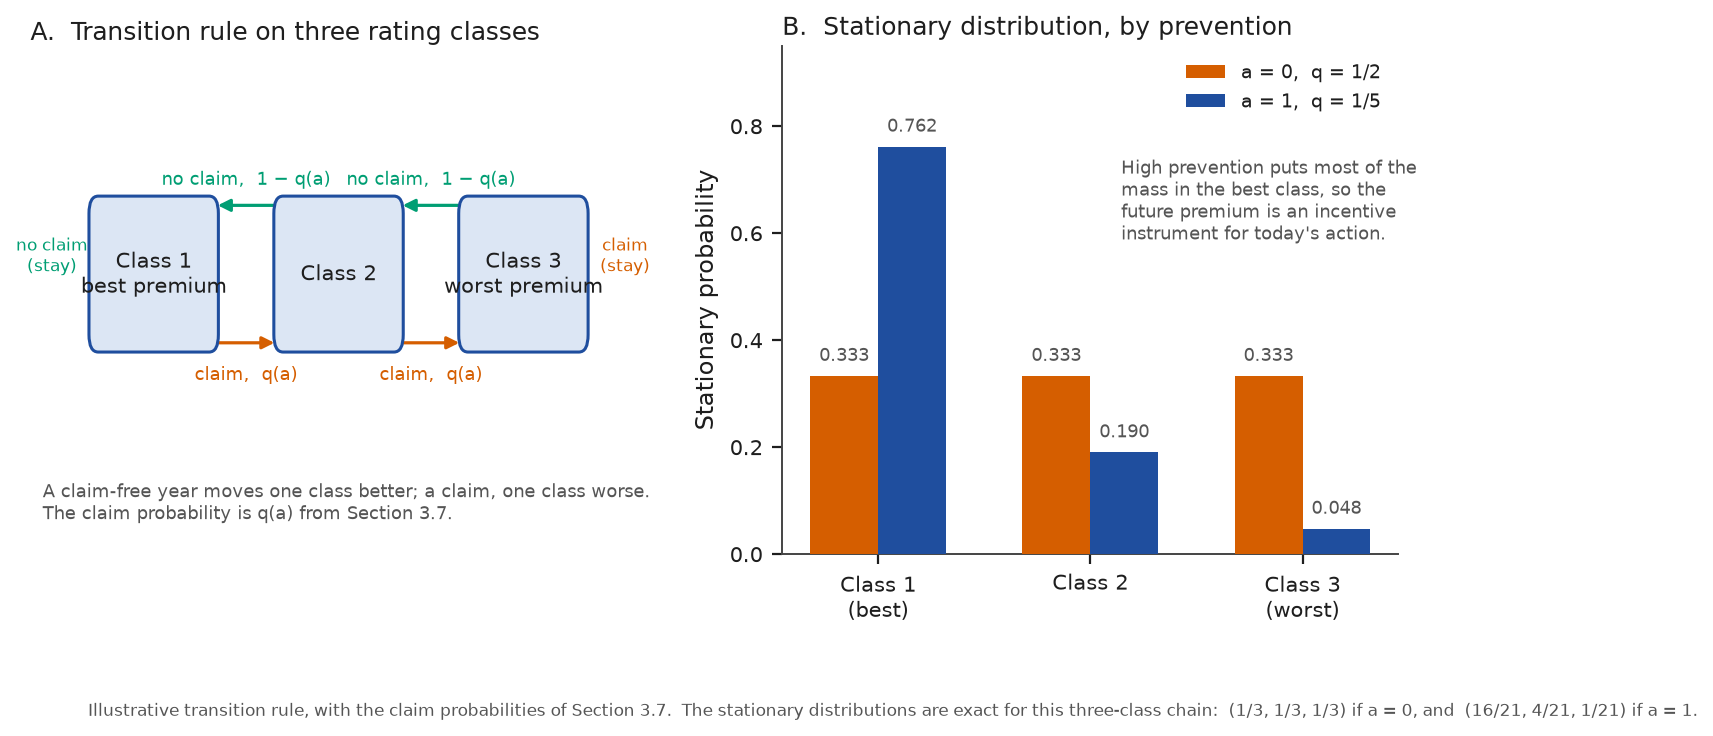 A.  Transition rule on three rating classes
no claim,  1 − q(a)
no claim,  1 − q(a)
no claim
(stay)
Class 1
best premium
Class 2
Class 3
worst premium
claim
(stay)
claim,  q(a)
claim,  q(a)
A claim-free year moves one class better; a claim, one class worse.
The claim probability is q(a) from Section 3.7.
B.  Stationary distribution, by prevention
a = 0,  q = 1/2
a = 1,  q = 1/5
High prevention puts most of the
mass in the best class, so the
future premium is an incentive
instrument for today's action.
Stationary probability
0.8
0.6
0.4
0.2
0.0
0.333
0.762
0.333
0.190
0.333
0.048
Class 1
(best)
Class 2
Class 3
(worst)
Illustrative transition rule, with the claim probabilities of Section 3.7.  The stationary distributions are exact for this three-class chain:  (1/3, 1/3, 1/3) if a = 0, and  (16/21, 4/21, 1/21) if a = 1.